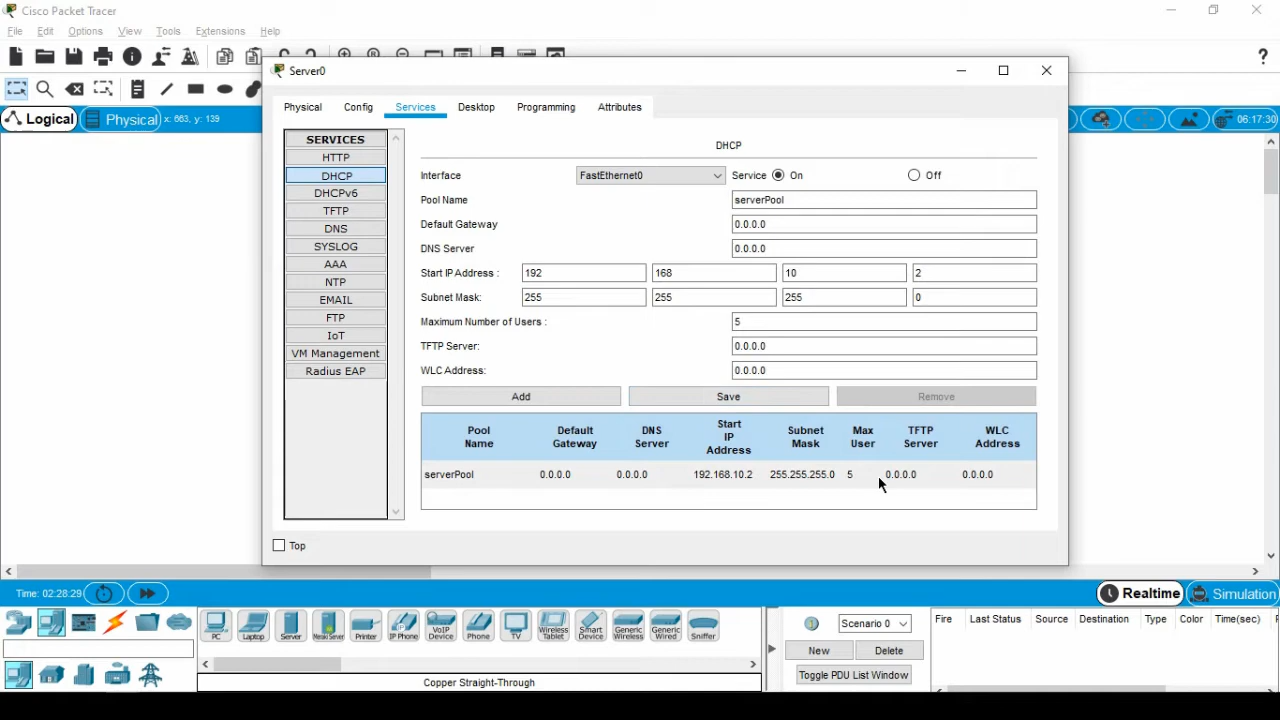 Cisco Packet Tracer
File Edit Options View Tools Extensions Help
?
Logical Physical x: 663, y: 139 06:17:30
Server0
Physical Config Services Desktop Programming Attributes
SERVICES
HTTP
DHCP
DHCPv6
TFTP
DNS
SYSLOG
AAA
NTP
EMAIL
FTP
IoT
VM Management
Radius EAP
DHCP
Interface FastEthernet0 Service On Off
Pool Name serverPool
Default Gateway 0.0.0.0
DNS Server 0.0.0.0
Start IP Address : 192 168 10 2
Subnet Mask: 255 255 255 0
Maximum Number of Users : 5
TFTP Server: 0.0.0.0
WLC Address: 0.0.0.0
Add Save Remove
Pool Name Default Gateway DNS Server Start IP Address Subnet Mask Max User TFTP Server WLC Address
serverPool 0.0.0.0 0.0.0.0 192.168.10.2 255.255.255.0 5 0.0.0.0 0.0.0.0
Top
Time: 02:28:29 Realtime Simulation
PC Laptop Server Meraki Server Printer IP Phone VoIP Device Phone TV Wireless Tablet Smart Device Generic Wireless Generic Wired Sniffer
Copper Straight-Through
Scenario 0
New Delete
Toggle PDU List Window
Fire Last Status Source Destination Type Color Time(sec)